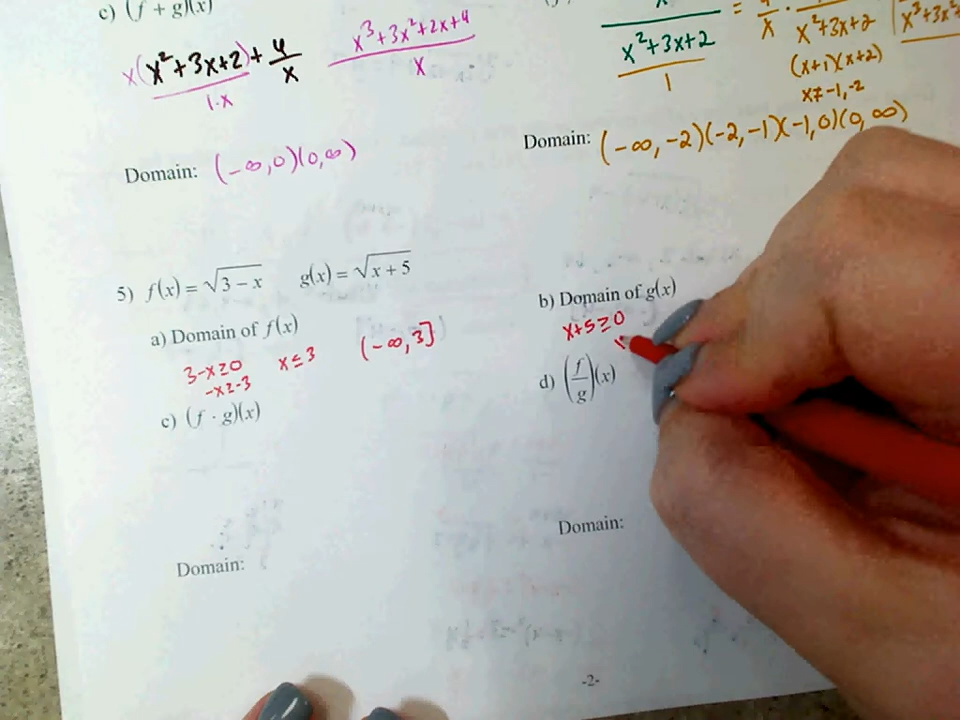 c) (f + g)(x)
x(x²+3x+2)+4/x
1·x
x³+3x²+2x+4
x
Domain: (-∞,0)(0,∞)
x²+3x+2
1
= 4/x ·
x²+3x+2
(x+1)(x+2)
x≠-1,-2
x³+3x²
Domain: (-∞,-2)(-2,-1)(-1,0)(0,∞)
5) f(x) = √3 − x g(x) = √x + 5
a) Domain of f(x)
3-x≥0 x≤3 (-∞,3]
-x≥-3
b) Domain of g(x)
x+5≥0
c) (f · g)(x)
d) (f/g)(x)
Domain:
Domain:
-2-